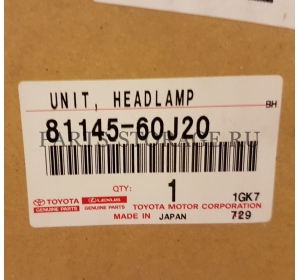 UNIT, HEADLAMP
BH
81145-60J20
PARTS-STORAGE.RU
QTY:
1
1GK7
TOYOTA LEXUS
GENUINE PARTS GENUINE PARTS TOYOTA MOTOR CORPORATION
MADE IN JAPAN 729